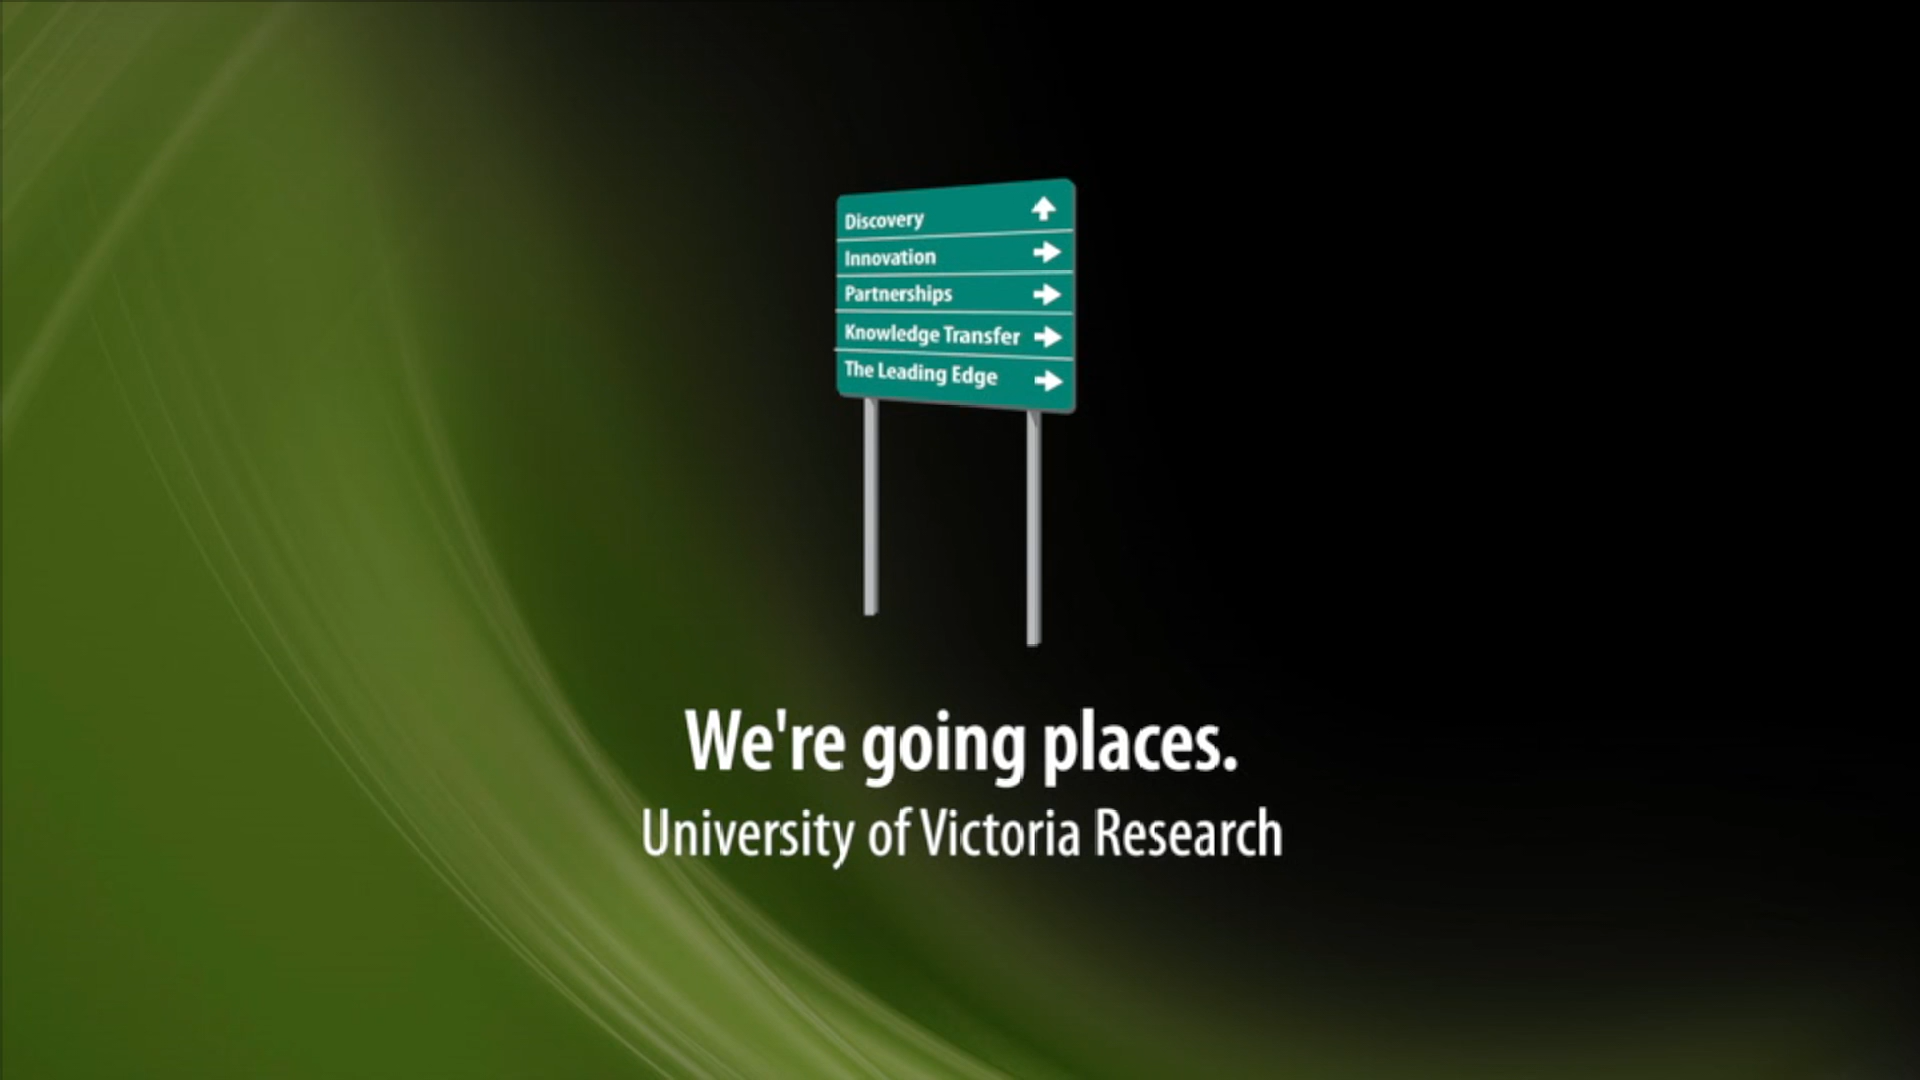 Discovery
Innovation
Partnerships
Knowledge Transfer
The Leading Edge
We're going places.
University of Victoria Research